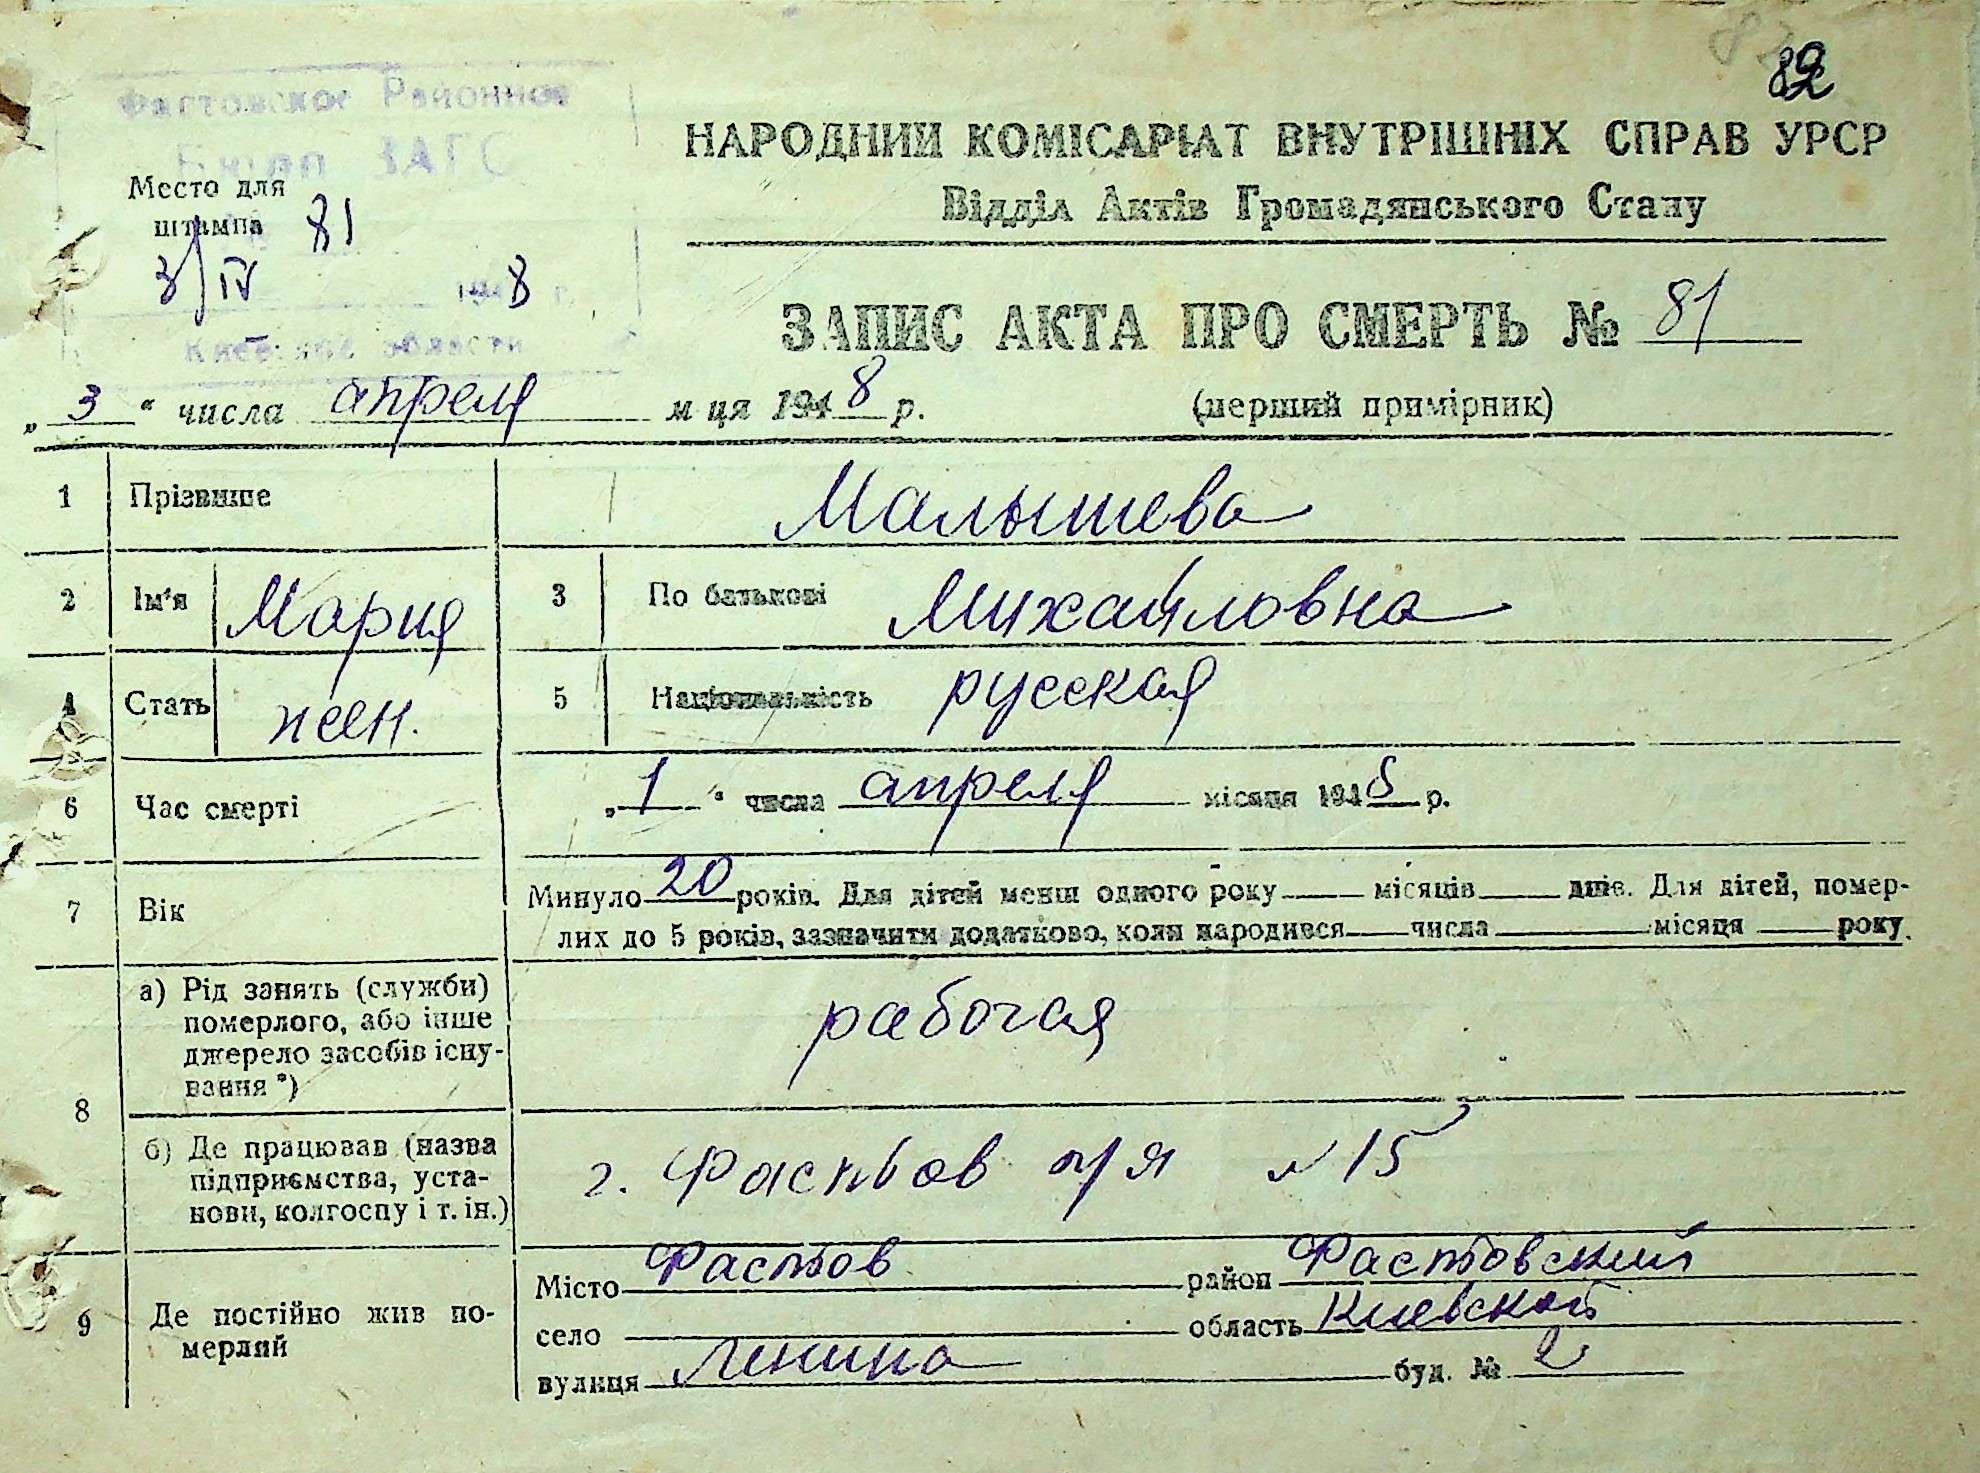 82
Фастовское Районное
Бюро ЗАГС
Место для
штампа
81
3/IV 1948 г.
Киевской области
НАРОДНИЙ КОМІСАРІАТ ВНУТРІШНІХ СПРАВ УРСР
Відділ Актів Громадянського Стану
ЗАПИС АКТА ПРО СМЕРТЬ № 81
„3“ числа апреля м ця 1948 р. (перший примірник)
1 Прізвище Малышева
2 Ім'я Мария 3 По батькові Михайловна
4 Стать жен. 5 Національність русская
6 Час смерті „1“ числа апреля місяця 1948 р.
7 Вік Минуло 20 років. Для дітей менш одного року місяців днів. Для дітей, помер-
лих до 5 років, зазначити додатково, коли народився числа місяця року.
8 а) Рід занять (служби)
померлого, або інше
джерело засобів існу-
вання *)
рабочая
б) Де працював (назва
підприємства, уста-
нови, колгоспу і т. ін.)
г. Фастов п/я № 15
9 Де постійно жив по-
мерлий
Місто Фастов район Фастовский
село область Киевской
вулиця Ленина буд. № 2